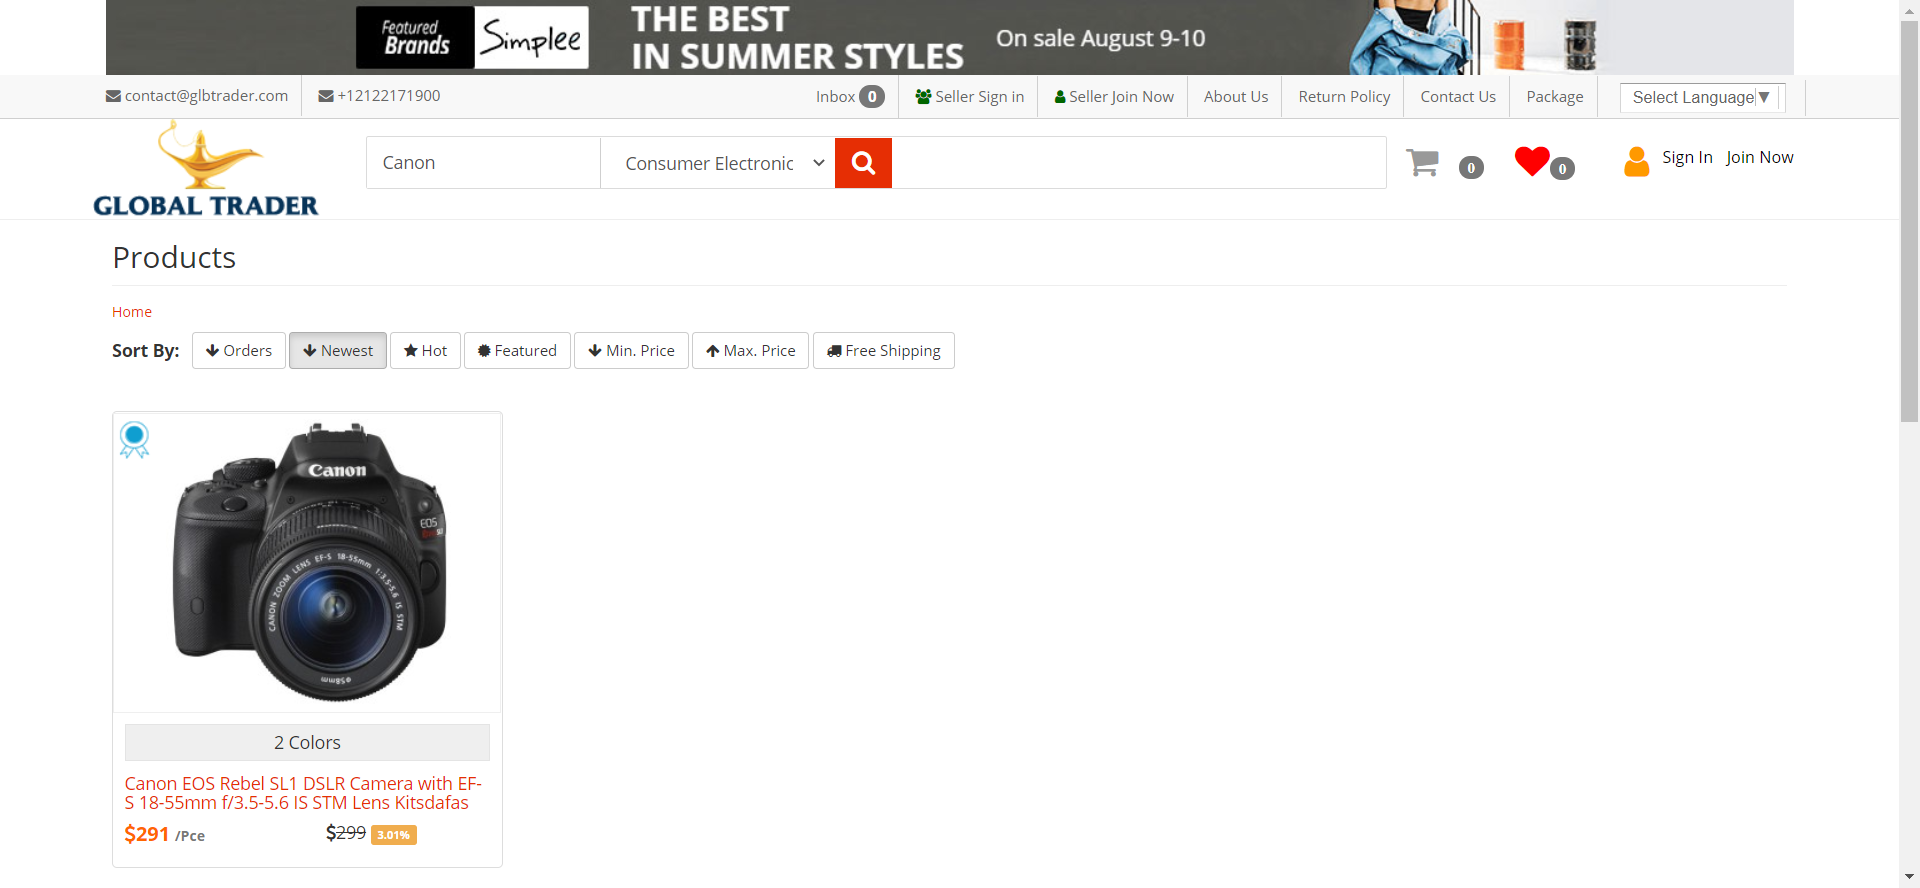 Featured
Brands
Simplee
THE BEST
IN SUMMER STYLES
On sale August 9-10
contact@glbtrader.com
+12122171900
Inbox 0
Seller Sign in
Seller Join Now
About Us
Return Policy
Contact Us
Package
Select Language ▼
GLOBAL TRADER
Canon
Consumer Electronic
0
0
Sign In
Join Now
Products
Home
Sort By:
Orders
Newest
Hot
Featured
Min. Price
Max. Price
Free Shipping
Canon
EOS
CANON ZOOM LENS EF-S 18-55mm 1:3.5-5.6 IS STM
ø58mm
2 Colors
Canon EOS Rebel SL1 DSLR Camera with EF-
S 18-55mm f/3.5-5.6 IS STM Lens Kitsdafas
$291 /Pce
$299 3.01%